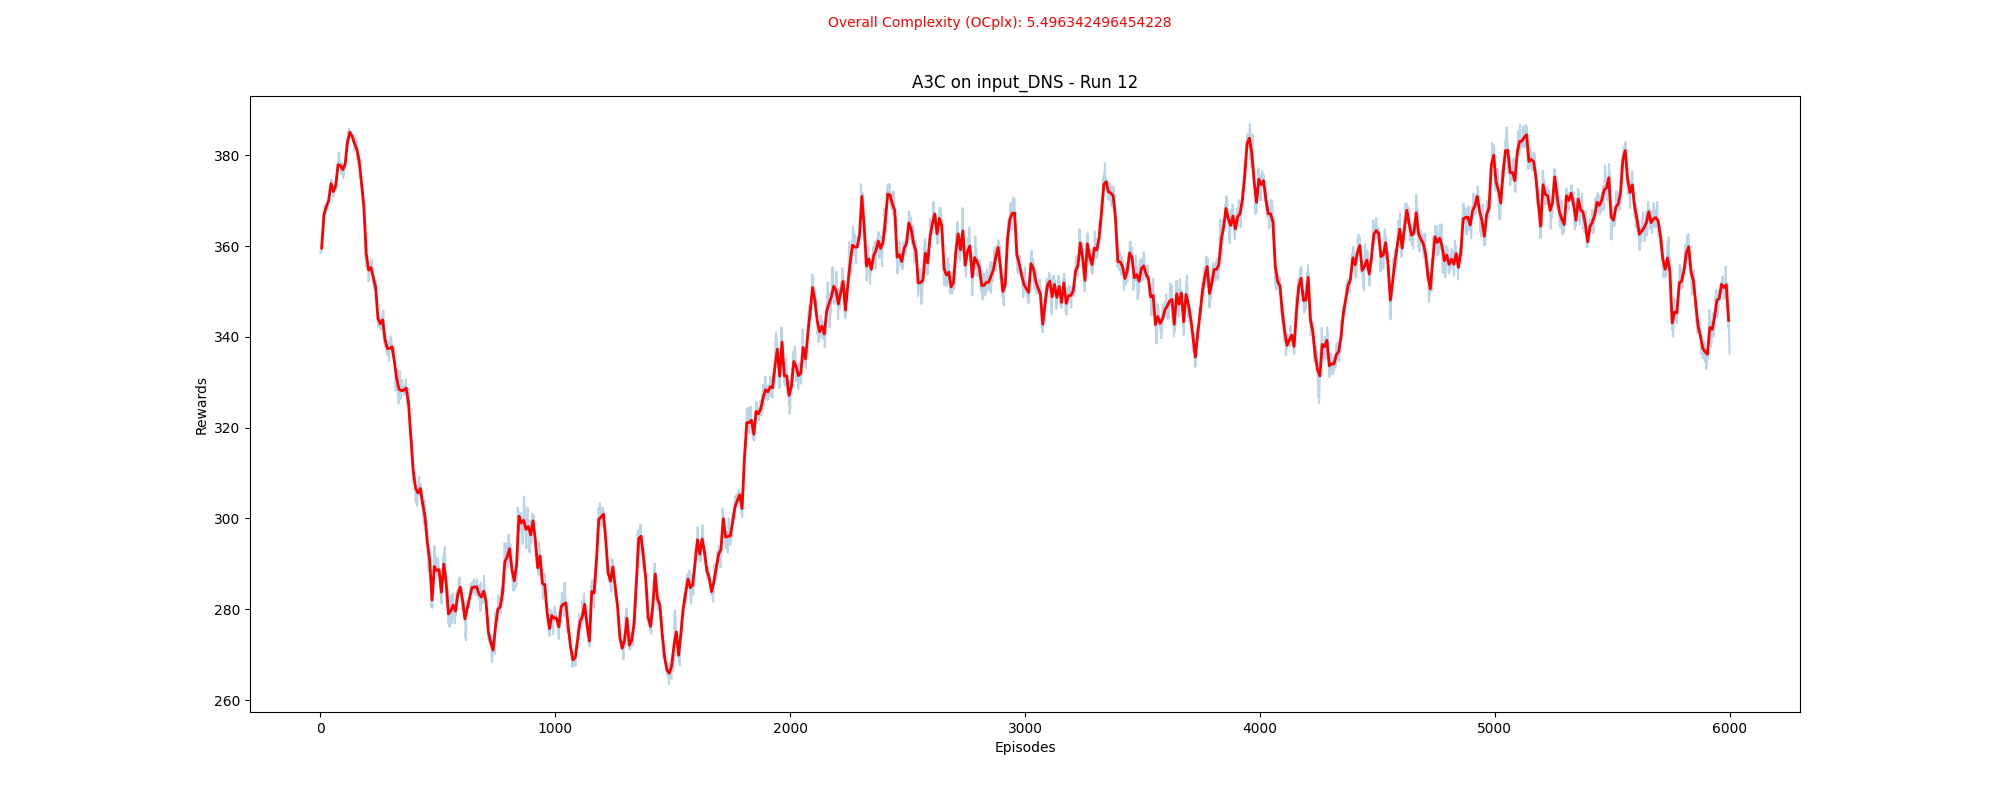 Overall Complexity (OCplx): 5.496342496454228
A3C on input_DNS - Run 12
Rewards
380
360
340
320
300
280
260
0 1000 2000 3000 4000 5000 6000
Episodes